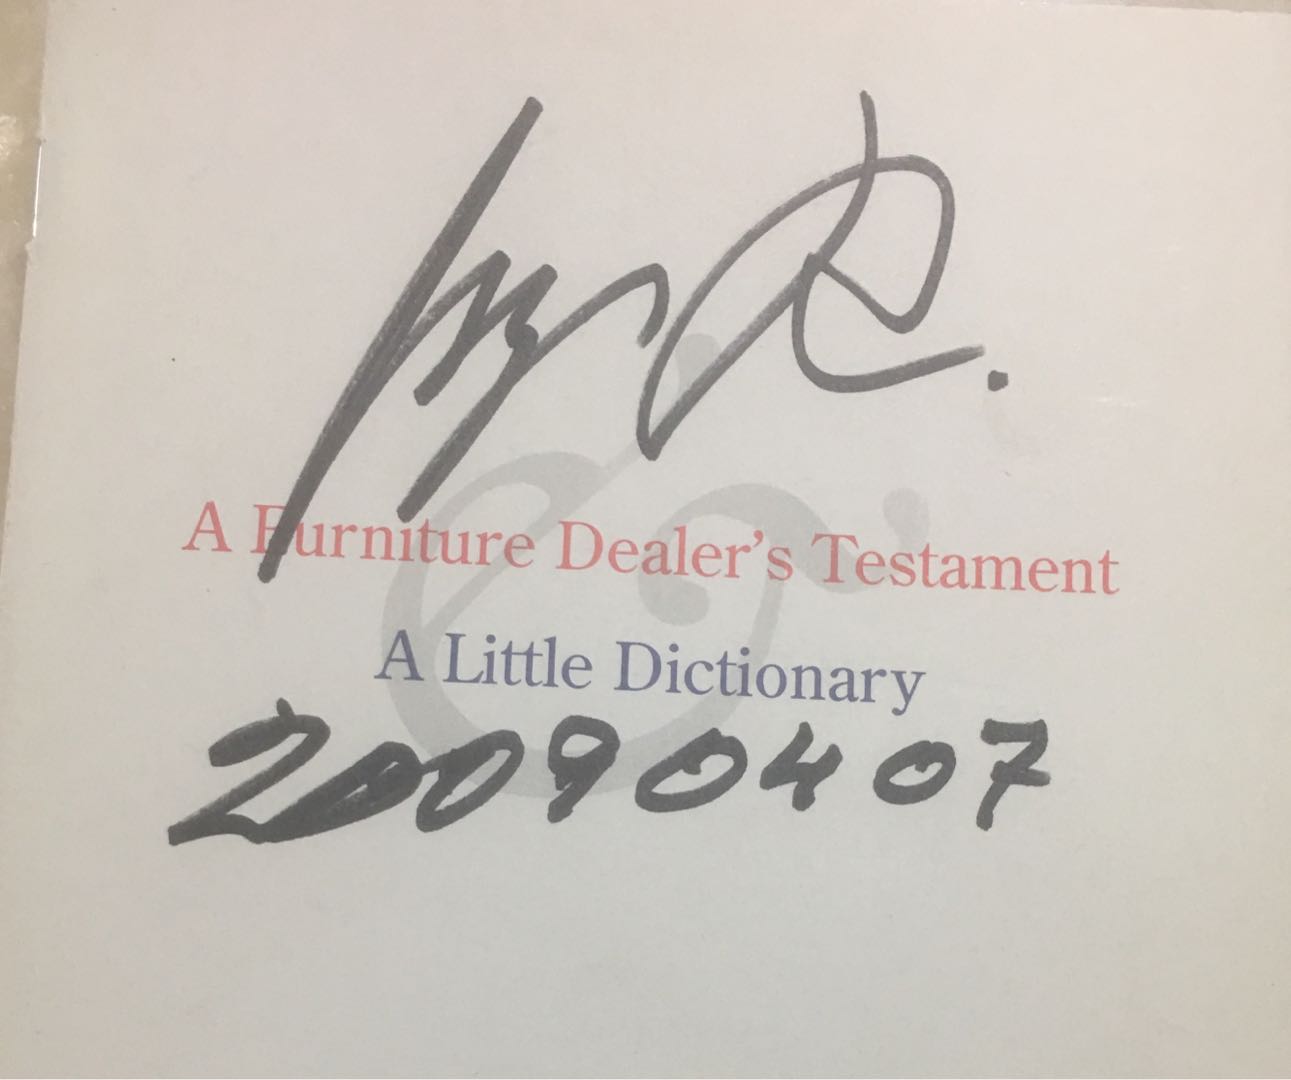 A Furniture Dealer’s Testament
&
A Little Dictionary
20090407